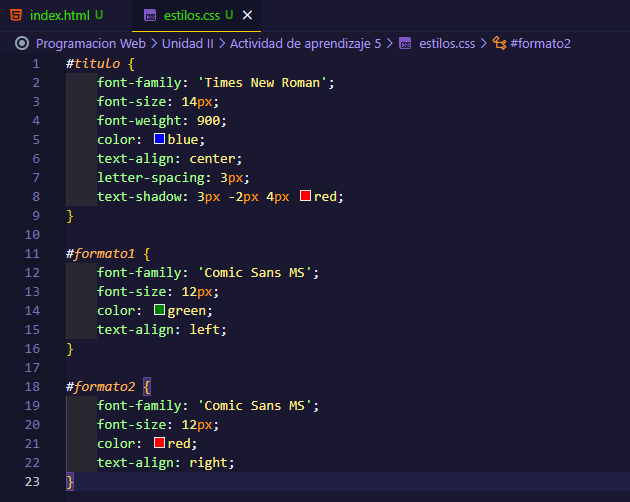 index.html U estilos.css U
Programacion Web > Unidad II > Actividad de aprendizaje 5 > estilos.css > #formato2
1 #titulo {
2     font-family: 'Times New Roman';
3     font-size: 14px;
4     font-weight: 900;
5     color: blue;
6     text-align: center;
7     letter-spacing: 3px;
8     text-shadow: 3px -2px 4px red;
9 }
10
11 #formato1 {
12     font-family: 'Comic Sans MS';
13     font-size: 12px;
14     color: green;
15     text-align: left;
16 }
17
18 #formato2 {
19     font-family: 'Comic Sans MS';
20     font-size: 12px;
21     color: red;
22     text-align: right;
23 }